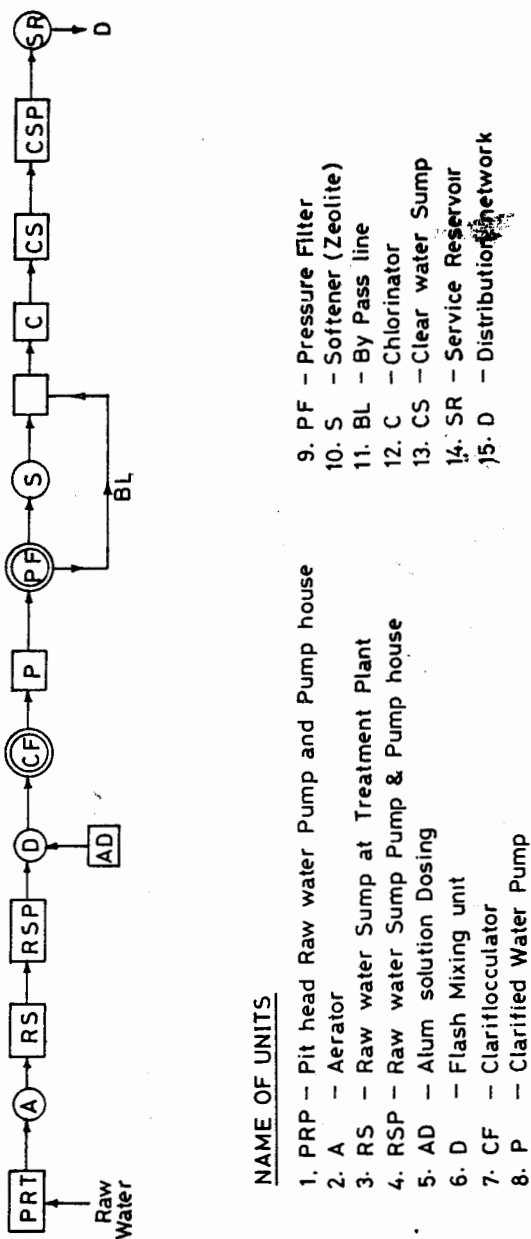 PRT
A
RS
RSP
D
AD
CF
P
PF
S
BL
C
CS
CSP
SR
D
Raw
Water
NAME OF UNITS
1. PRP – Pit head Raw water Pump and Pump house
2. A – Aerator
3. RS – Raw water Sump at Treatment Plant
4. RSP – Raw water Sump Pump & Pump house
5. AD – Alum solution Dosing
6. D – Flash Mixing unit
7. CF – Clariflocculator
8. P – Clarified Water Pump
9. PF – Pressure Filter
10. S – Softener (Zeolite)
11. BL – By Pass line
12. C – Chlorinator
13. CS – Clear water Sump
14. SR – Service Reservoir
15. D – Distribution network